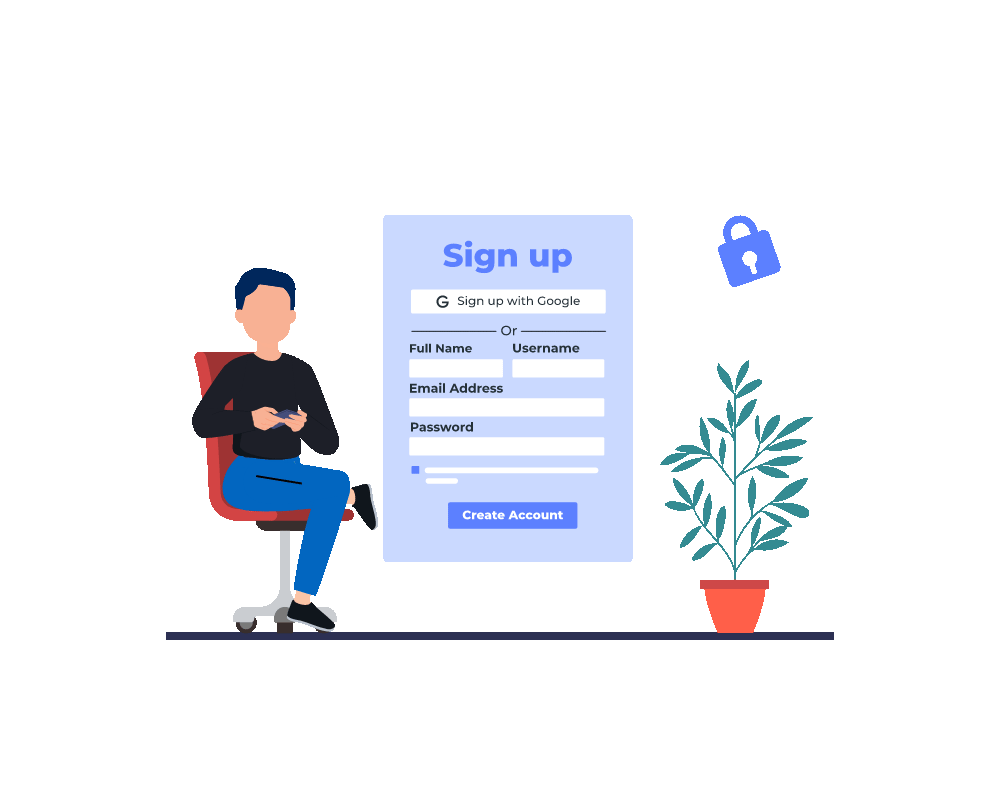 Sign up
G Sign up with Google
Or
Full Name Username
Email Address
Password
Create Account